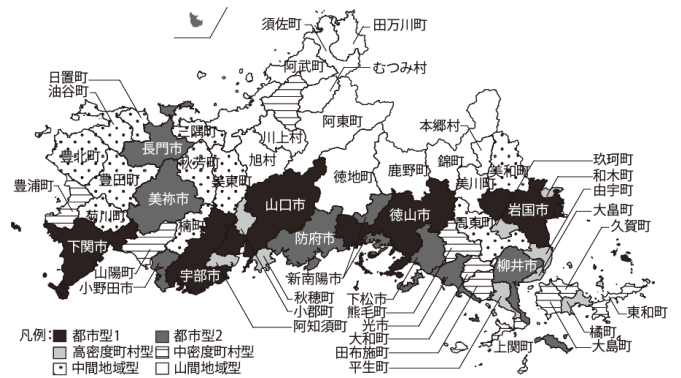 須佐町
田万川町
阿武町
むつみ村
日置町
油谷町
三隅町
川上村
阿東町
本郷村
長門市
豊北町
秋芳町
旭村
鹿野町
錦町
美和町
玖珂町
和木町
豊浦町
豊田町
美東町
徳地町
美川町
由宇町
美祢市
山口市
徳山市
周東町
岩国市
大畠町
菊川町
楠町
久賀町
下関市
防府市
柳井市
山陽町
小野田市
宇部市
新南陽市
秋穂町
小郡町
阿知須町
下松市
熊毛町
光市
大和町
田布施町
平生町
上関町
東和町
橘町
大島町
凡例:
都市型1
都市型2
高密度町村型
中密度町村型
中間地域型
山間地域型